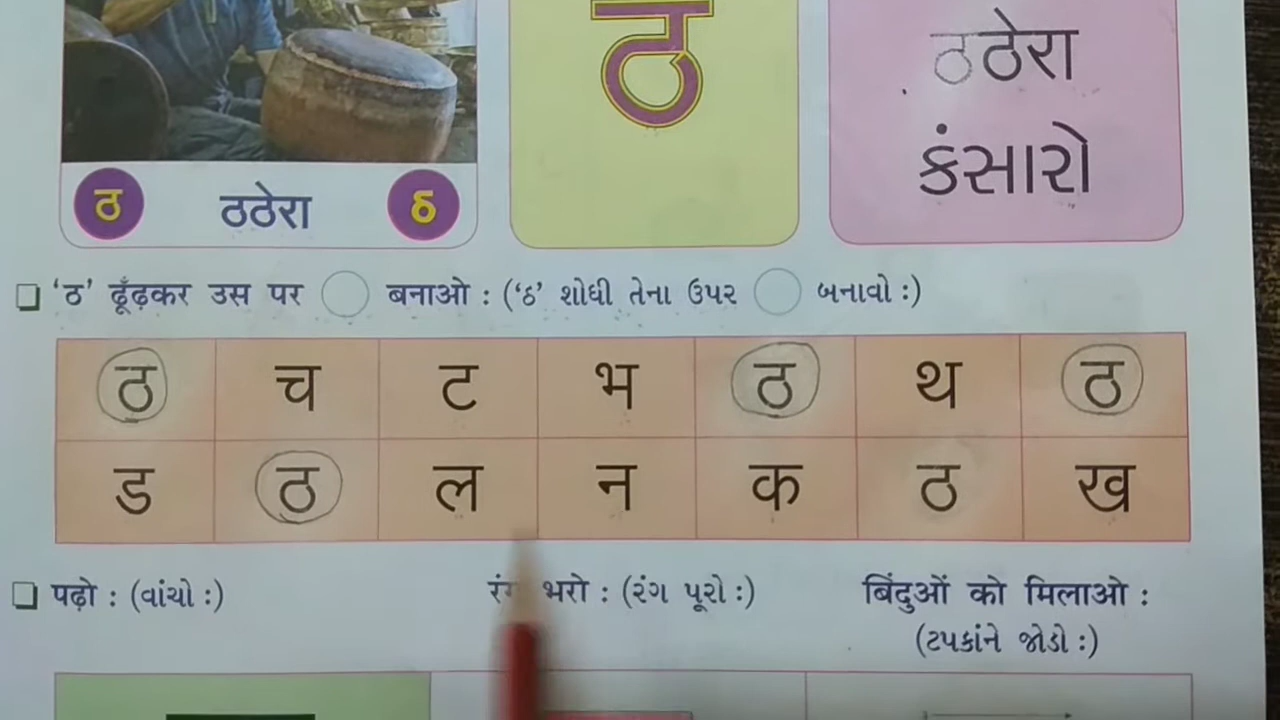 ठ
ठठेरा
કંસારો
ठ ठठेरा ઠ
'ठ' ढूँढ़कर उस पर बनाओ : ('ઠ' શોધી તેના ઉપર બનાવો :)
ठ च ट भ ठ थ ठ
ड ठ ल न क ठ ख
पढ़ो : (વાંચો :) रंग भरो : (રંગ પૂરો :) बिंदुओं को मिलाओ :
(ટપકાંને જોડો :)